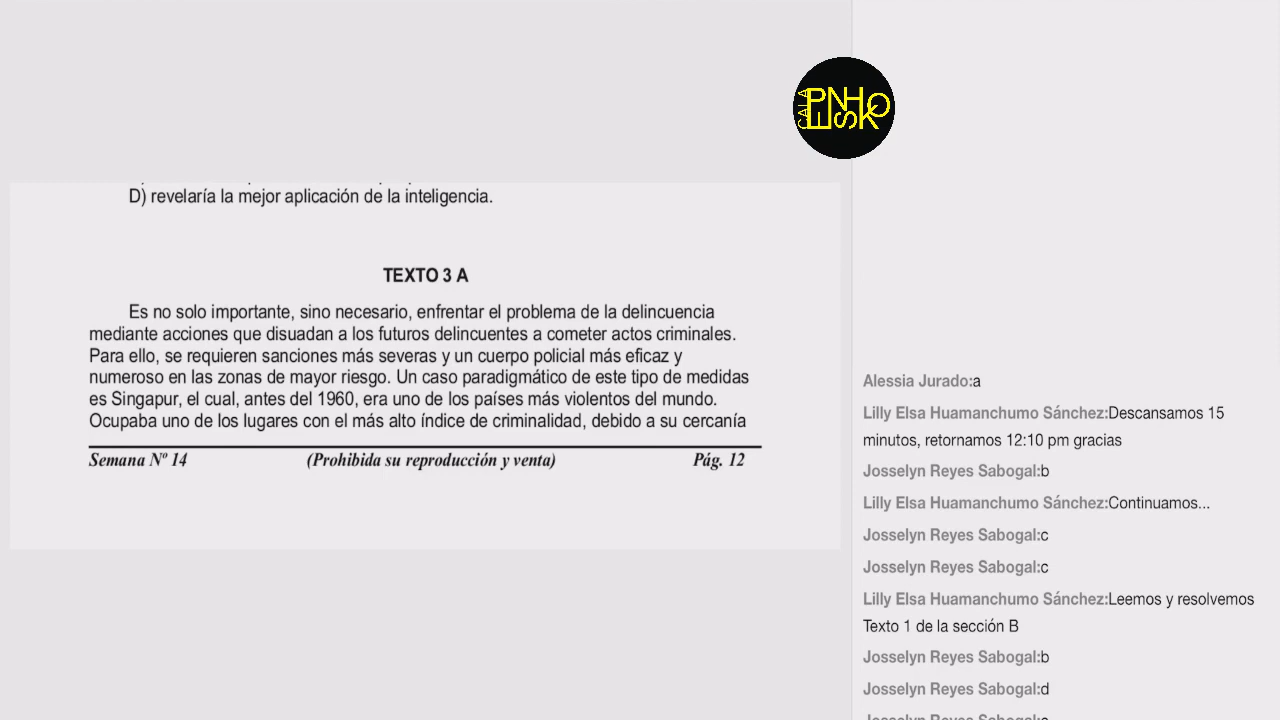 CALA
PENSHKO
D) revelaría la mejor aplicación de la inteligencia.
TEXTO 3 A
Es no solo importante, sino necesario, enfrentar el problema de la delincuencia
mediante acciones que disuadan a los futuros delincuentes a cometer actos criminales.
Para ello, se requieren sanciones más severas y un cuerpo policial más eficaz y
numeroso en las zonas de mayor riesgo. Un caso paradigmático de este tipo de medidas
es Singapur, el cual, antes del 1960, era uno de los países más violentos del mundo.
Ocupaba uno de los lugares con el más alto índice de criminalidad, debido a su cercanía
Semana Nº 14 (Prohibida su reproducción y venta) Pág. 12
Alessia Jurado:a
Lilly Elsa Huamanchumo Sánchez:Descansamos 15
minutos, retornamos 12:10 pm gracias
Josselyn Reyes Sabogal:b
Lilly Elsa Huamanchumo Sánchez:Continuamos...
Josselyn Reyes Sabogal:c
Josselyn Reyes Sabogal:c
Lilly Elsa Huamanchumo Sánchez:Leemos y resolvemos
Texto 1 de la sección B
Josselyn Reyes Sabogal:b
Josselyn Reyes Sabogal:d